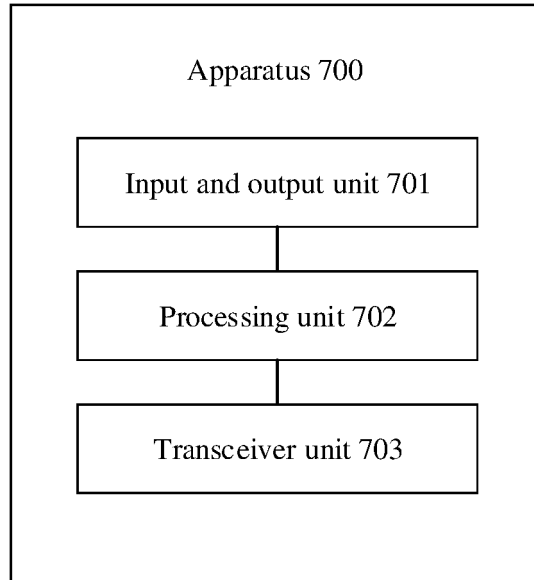 Apparatus 700
Input and output unit 701
Processing unit 702
Transceiver unit 703